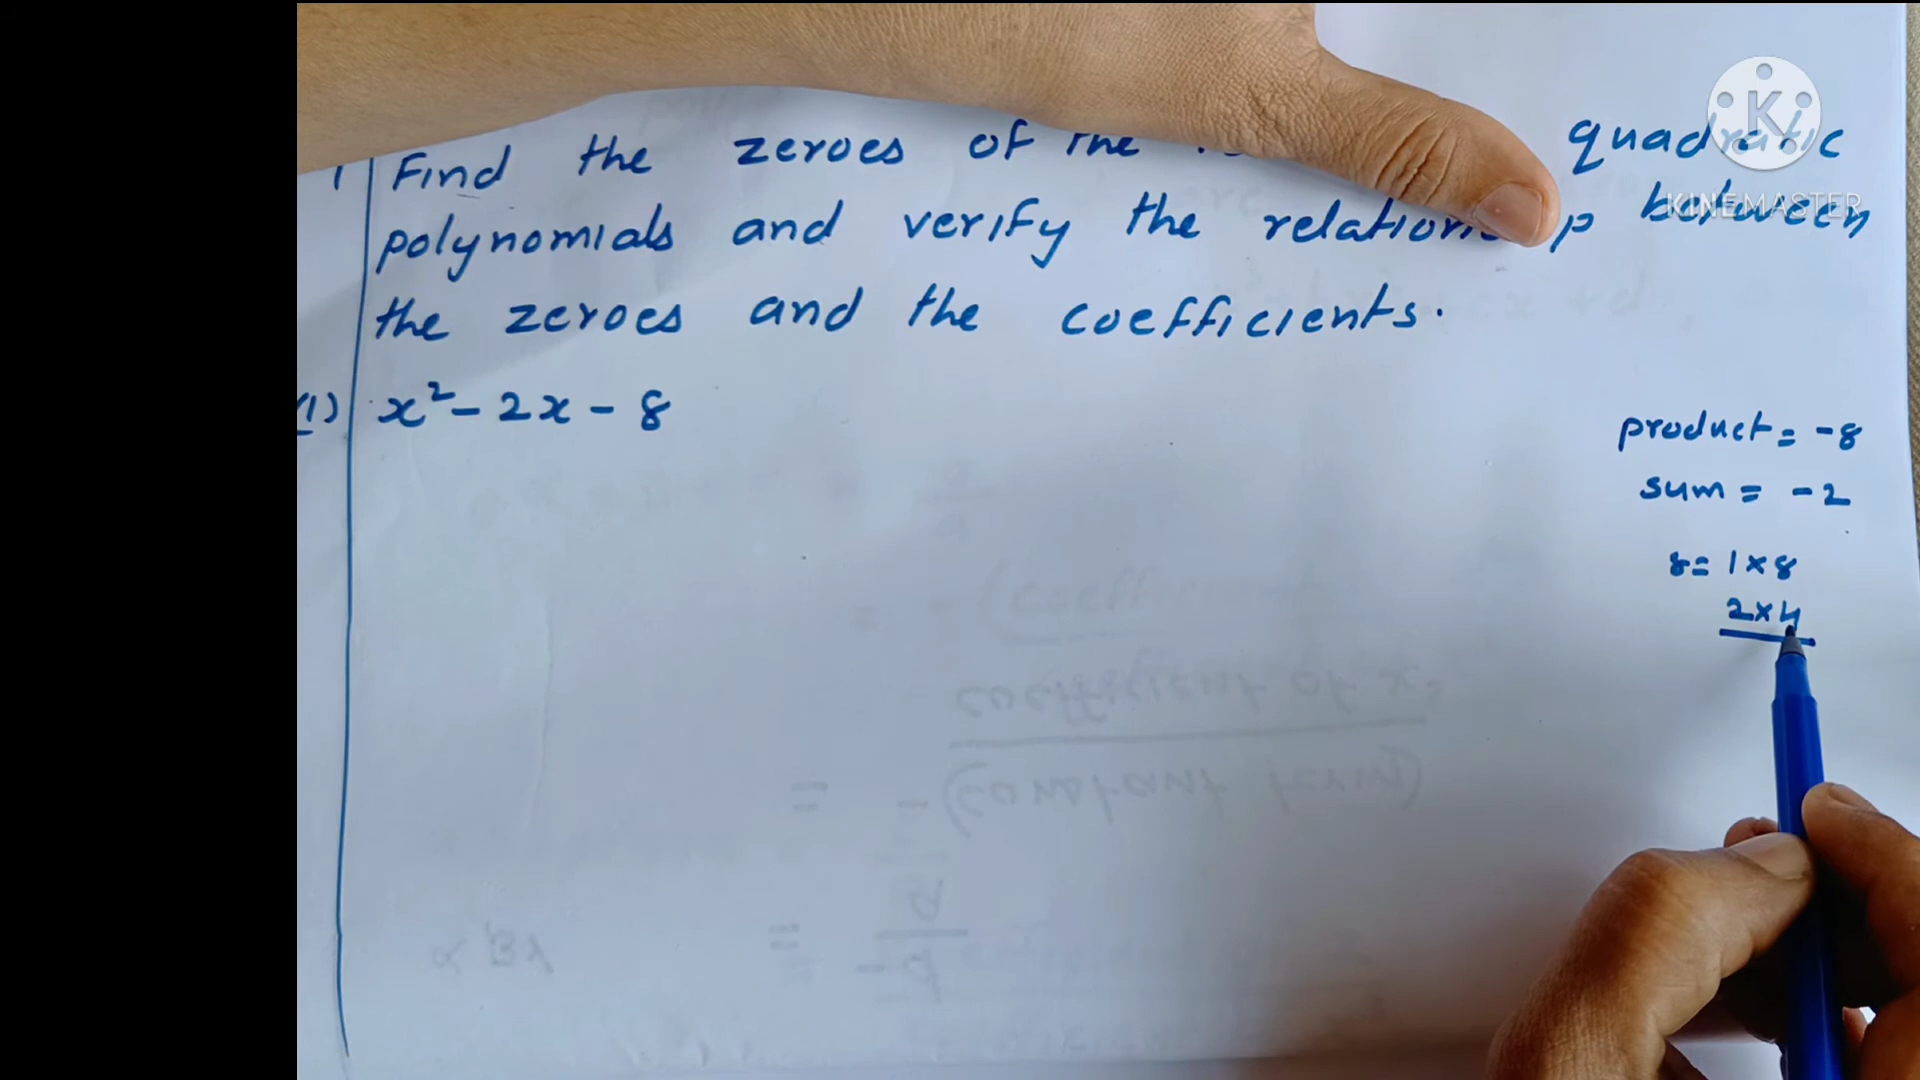 1 Find the zeroes of the quadratic
polynomials and verify the between
the zeroes and the coefficients.
(1) x² - 2x - 8
product = -8
sum = -2
8 = 1 × 8
2 × 4
K
KINEMASTER